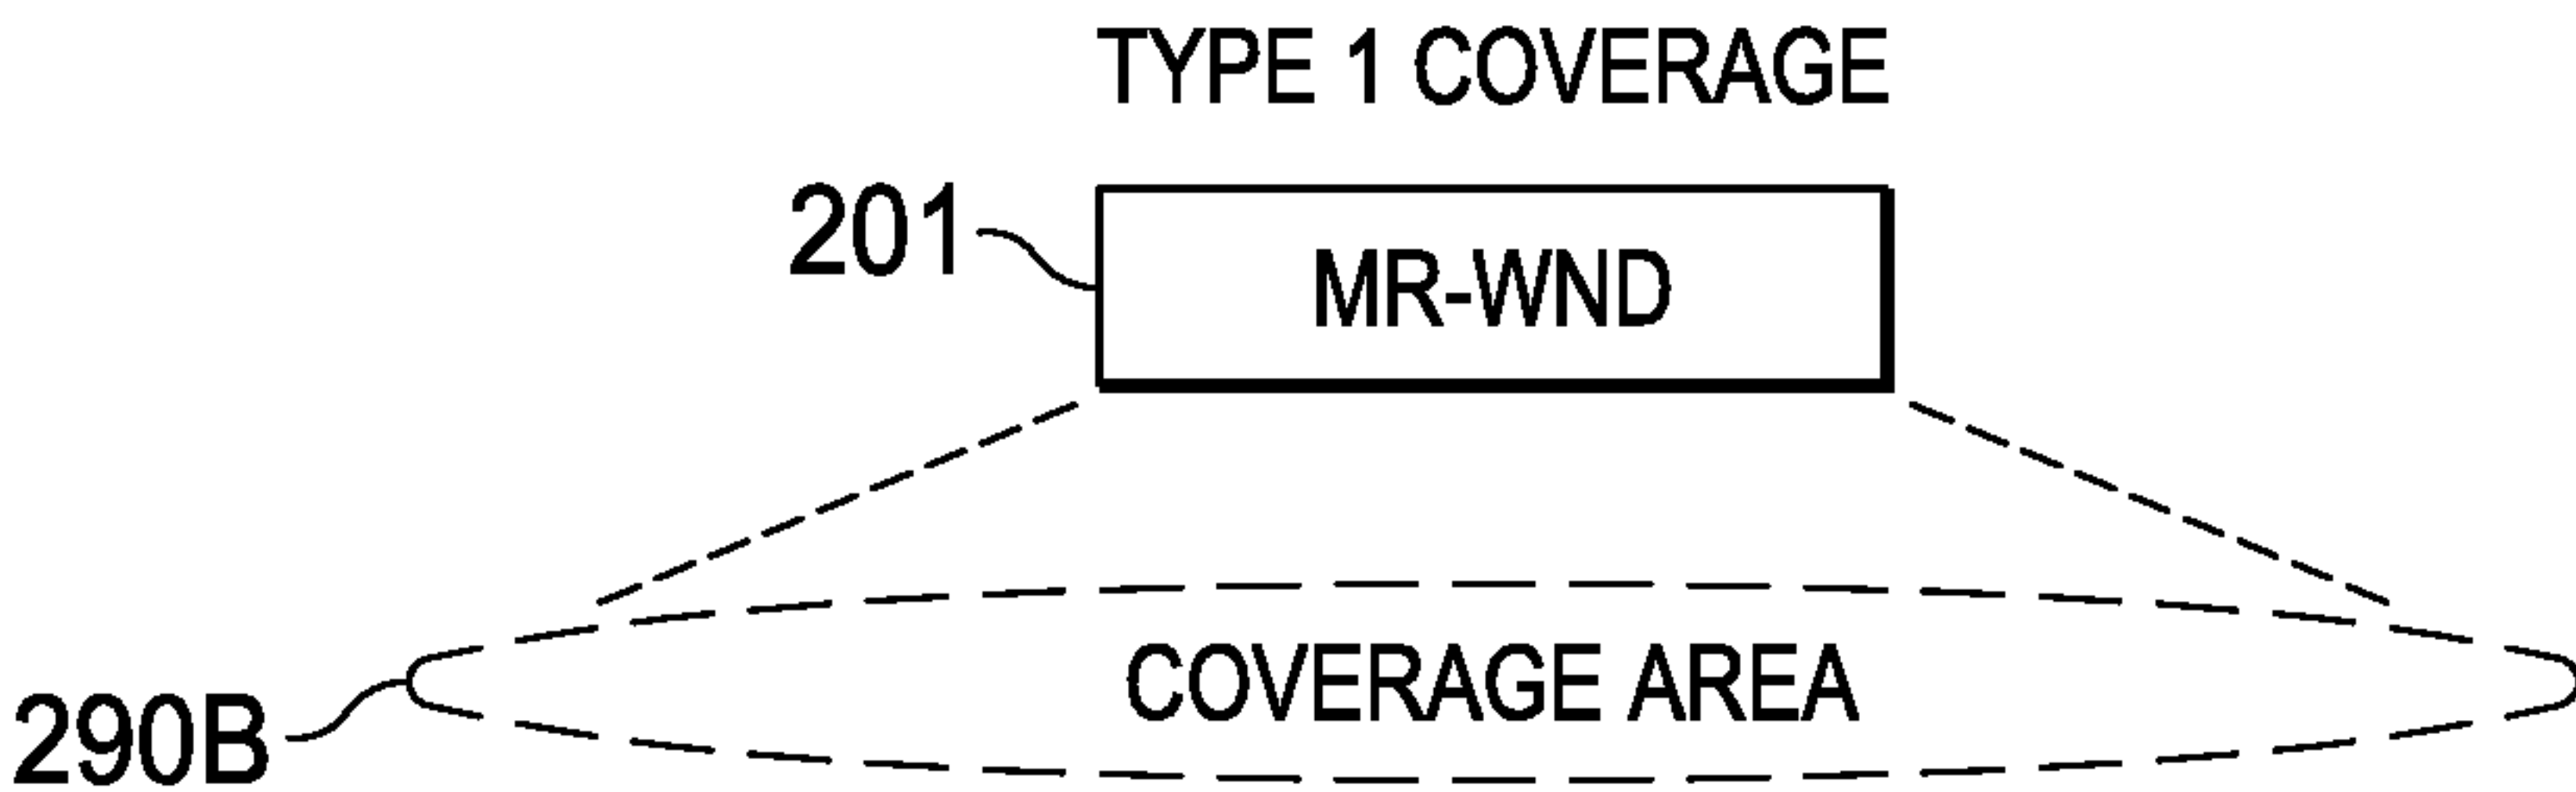 TYPE 1 COVERAGE
201
MR-WND
COVERAGE AREA
290B